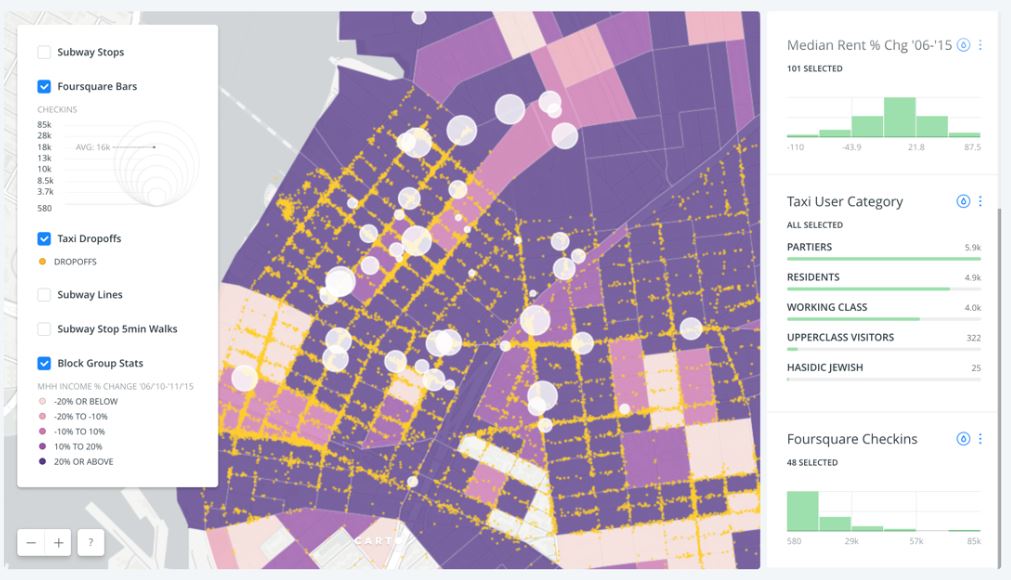 Subway Stops
Foursquare Bars
CHECKINS
85k
28k
18k
AVG: 16k
13k
10k
8.5k
3.7k
580
Taxi Dropoffs
DROPOFFS
Subway Lines
Subway Stop 5min Walks
Block Group Stats
MHH INCOME % CHANGE '06/10-11/'15
-20% OR BELOW
-20% TO -10%
-10% TO 10%
10% TO 20%
20% OR ABOVE
− + ?
CARTO
Median Rent % Chg '06-'15
101 SELECTED
-110 -43.9 21.8 87.5
Taxi User Category
ALL SELECTED
PARTIERS 5.9k
RESIDENTS 4.9k
WORKING CLASS 4.0k
UPPERCLASS VISITORS 322
HASIDIC JEWISH 25
Foursquare Checkins
48 SELECTED
580 29k 57k 85k